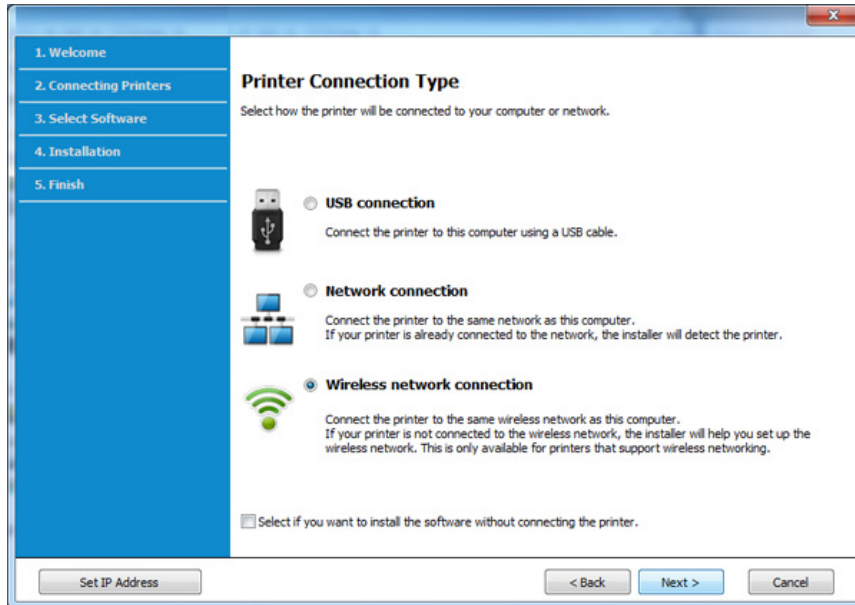 1. Welcome
2. Connecting Printers
3. Select Software
4. Installation
5. Finish
Printer Connection Type
Select how the printer will be connected to your computer or network.
USB connection
Connect the printer to this computer using a USB cable.
Network connection
Connect the printer to the same network as this computer.
If your printer is already connected to the network, the installer will detect the printer.
Wireless network connection
Connect the printer to the same wireless network as this computer.
If your printer is not connected to the wireless network, the installer will help you set up the
wireless network. This is only available for printers that support wireless networking.
Select if you want to install the software without connecting the printer.
Set IP Address
< Back
Next >
Cancel